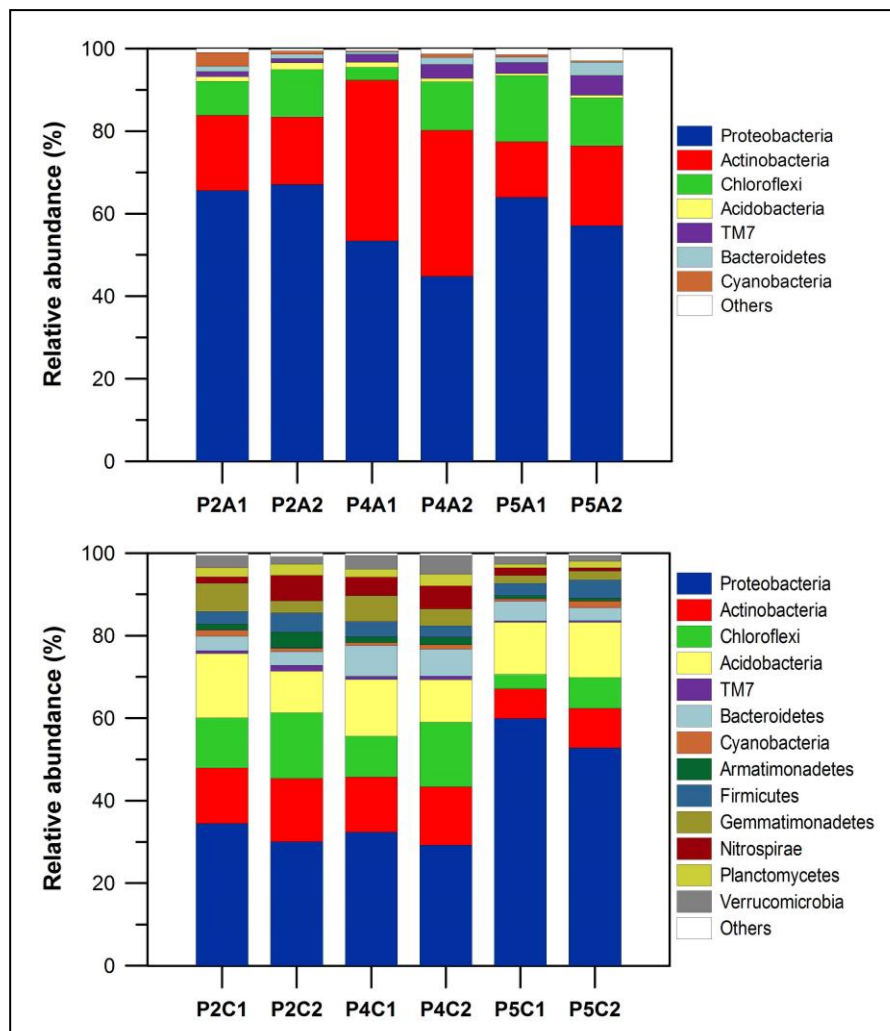 Relative abundance (%)
100
80
60
40
20
0
P2A1 P2A2 P4A1 P4A2 P5A1 P5A2
Proteobacteria
Actinobacteria
Chloroflexi
Acidobacteria
TM7
Bacteroidetes
Cyanobacteria
Others
Relative abundance (%)
100
80
60
40
20
0
P2C1 P2C2 P4C1 P4C2 P5C1 P5C2
Proteobacteria
Actinobacteria
Chloroflexi
Acidobacteria
TM7
Bacteroidetes
Cyanobacteria
Armatimonadetes
Firmicutes
Gemmatimonadetes
Nitrospirae
Planctomycetes
Verrucomicrobia
Others